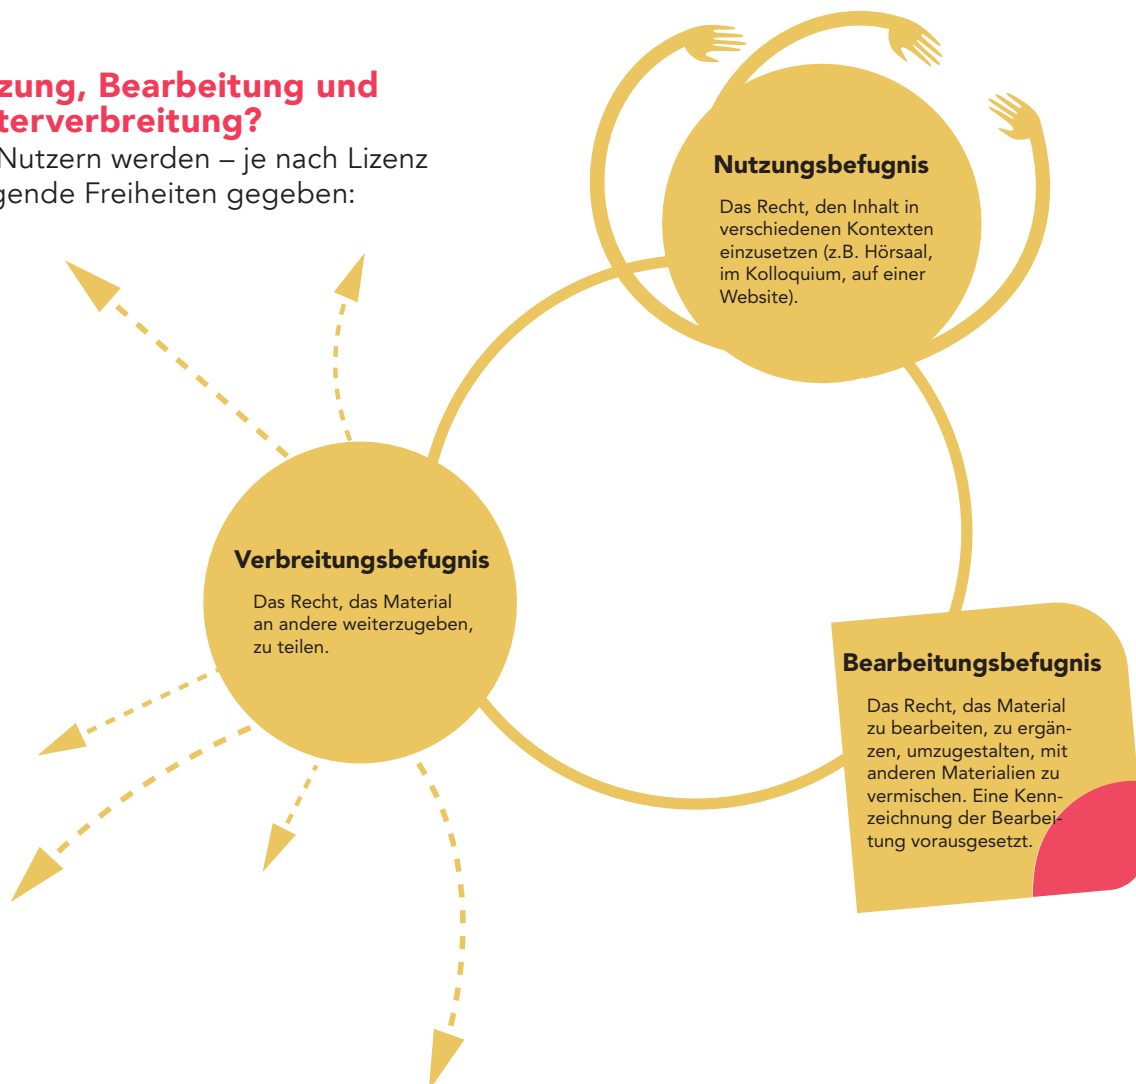 zung, Bearbeitung und
terverbreitung?
Nutzern werden – je nach Lizenz
gende Freiheiten gegeben:
Nutzungsbefugnis
Das Recht, den Inhalt in
verschiedenen Kontexten
einzusetzen (z.B. Hörsaal,
im Kolloquium, auf einer
Website).
Verbreitungsbefugnis
Das Recht, das Material
an andere weiterzugeben,
zu teilen.
Bearbeitungsbefugnis
Das Recht, das Material
zu bearbeiten, zu ergän-
zen, umzugestalten, mit
anderen Materialien zu
vermischen. Eine Kenn-
zeichnung der Bearbei-
tung vorausgesetzt.